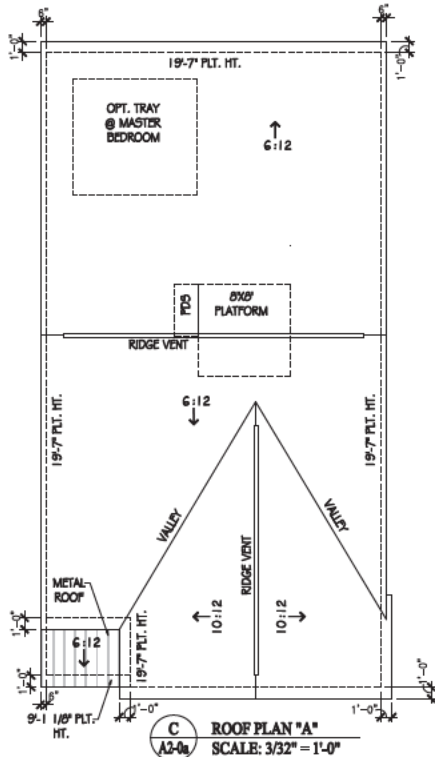 6"
6"
1'-0"
1'-0"
19'-7" PLT. HT.
OPT. TRAY
@ MASTER
BEDROOM
6:12
PDS
8'X8'
PLATFORM
RIDGE VENT
6:12
19'-7" PLT. HT.
19'-7" PLT. HT.
VALLEY
RIDGE VENT
VALLEY
METAL
ROOF
10:12
10:12
1'-0"
6:12
19'-7" PLT. HT.
1'-0"
6"
9'-1 1/8" PLT.
HT.
1'-0"
1'-0"
1'-0"
C
A2-0a
ROOF PLAN "A"
SCALE: 3/32" = 1'-0"